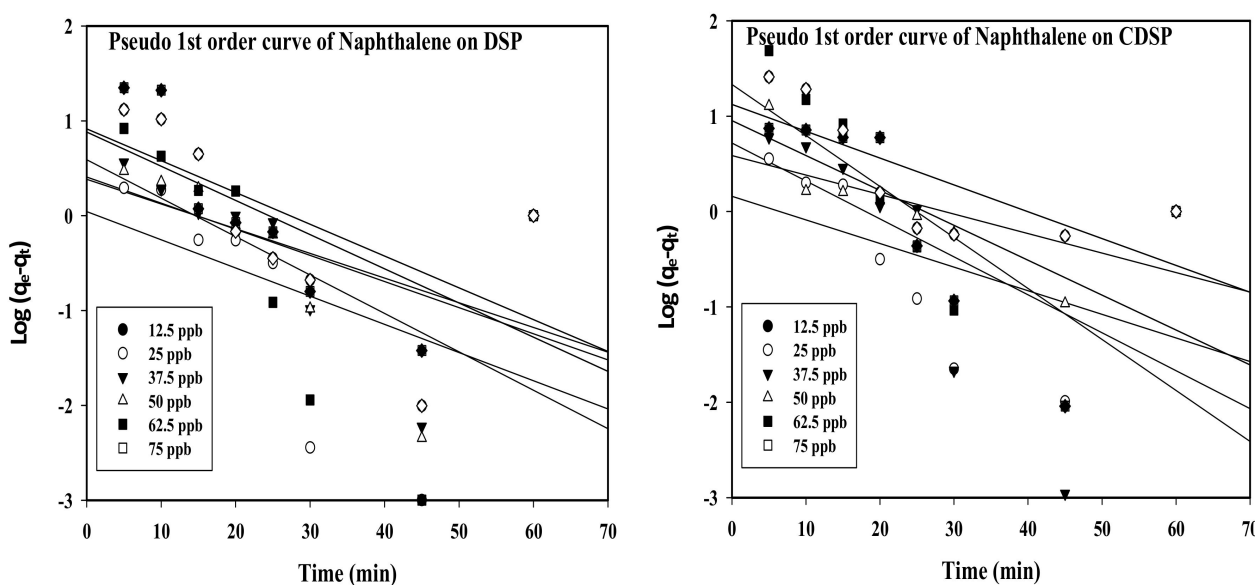 Pseudo 1st order curve of Naphthalene on DSP
2
1
0
-1
-2
-3
Log (qₑ-qₜ)
12.5 ppb
25 ppb
37.5 ppb
50 ppb
62.5 ppb
75 ppb
0 10 20 30 40 50 60 70
Time (min)
Pseudo 1st order curve of Naphthalene on CDSP
2
1
0
-1
-2
-3
Log (qₑ-qₜ)
12.5 ppb
25 ppb
37.5 ppb
50 ppb
62.5 ppb
75 ppb
0 10 20 30 40 50 60 70
Time (min)